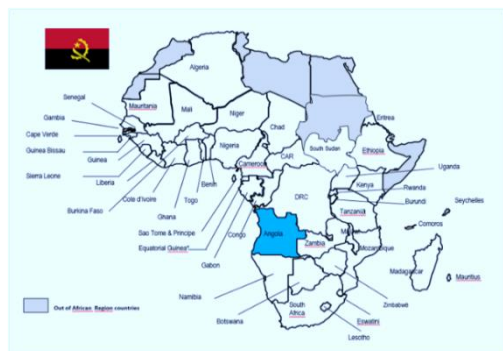 Algeria
Senegal
Mauritania
Mali
Niger
Gambia
Chad
Eritrea
Cape Verde
Nigeria
South Sudan
Guinea Bissau
Guinea
Ethiopia
CAR
Cameroon
Uganda
Sierra Leone
Liberia
Benin
Kenya
Rwanda
Cote d'Ivoire
Togo
DRC
Burundi
Seychelles
Burkina Faso
Ghana
Tanzania
Sao Tome & Principe
Congo
Angola
Comoros
Equatorial Guinea*
Zambia
Mozambique
Gabon
Madagascar
Mauritius
Namibia
Zimbabwe
Out of African Region countries
South
Africa
Botswana
Eswatini
Lesotho